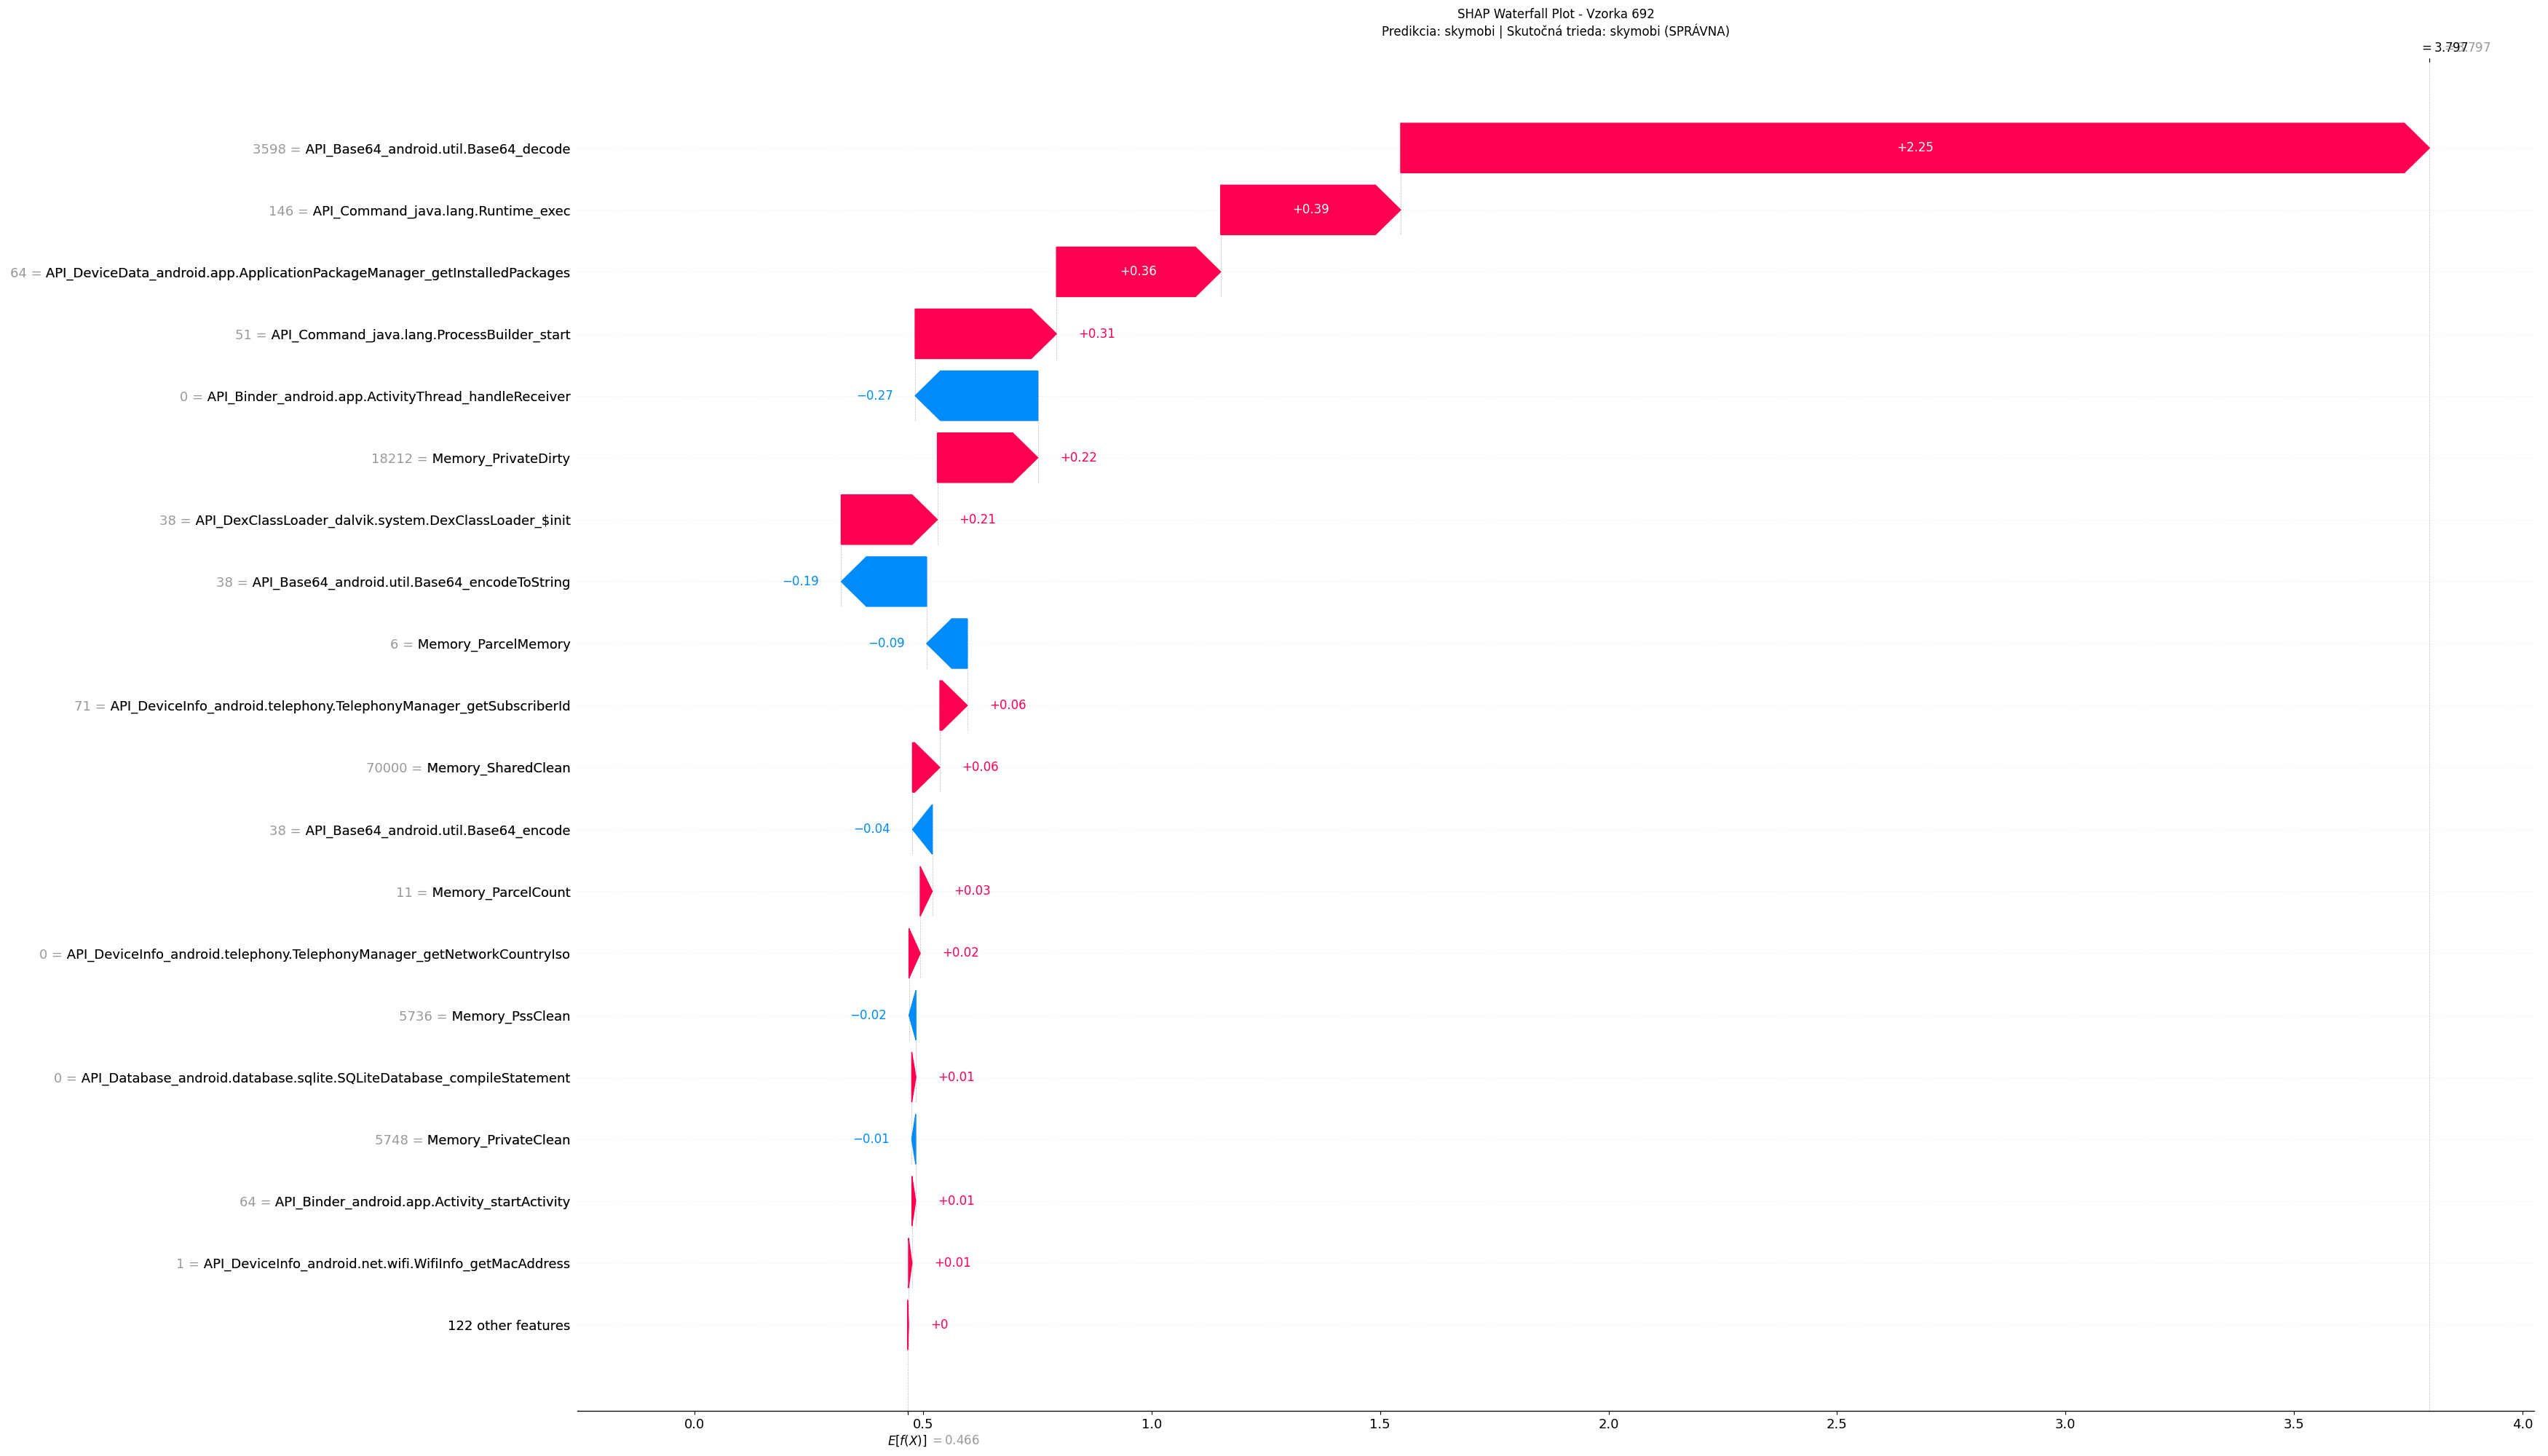 SHAP Waterfall Plot - Vzorka 692
Predikcia: skymobi | Skutočná trieda: skymobi (SPRÁVNA)
= 3.797
3598 = API_Base64_android.util.Base64_decode +2.25
146 = API_Command_java.lang.Runtime_exec +0.39
64 = API_DeviceData_android.app.ApplicationPackageManager_getInstalledPackages +0.36
51 = API_Command_java.lang.ProcessBuilder_start +0.31
0 = API_Binder_android.app.ActivityThread_handleReceiver −0.27
18212 = Memory_PrivateDirty +0.22
38 = API_DexClassLoader_dalvik.system.DexClassLoader_$init +0.21
38 = API_Base64_android.util.Base64_encodeToString −0.19
6 = Memory_ParcelMemory −0.09
71 = API_DeviceInfo_android.telephony.TelephonyManager_getSubscriberId +0.06
70000 = Memory_SharedClean +0.06
38 = API_Base64_android.util.Base64_encode −0.04
11 = Memory_ParcelCount +0.03
0 = API_DeviceInfo_android.telephony.TelephonyManager_getNetworkCountryIso +0.02
5736 = Memory_PssClean −0.02
0 = API_Database_android.database.sqlite.SQLiteDatabase_compileStatement +0.01
5748 = Memory_PrivateClean −0.01
64 = API_Binder_android.app.Activity_startActivity +0.01
1 = API_DeviceInfo_android.net.wifi.WifiInfo_getMacAddress +0.01
122 other features +0
0.0 0.5 1.0 1.5 2.0 2.5 3.0 3.5 4.0
E[f(X)] = 0.466